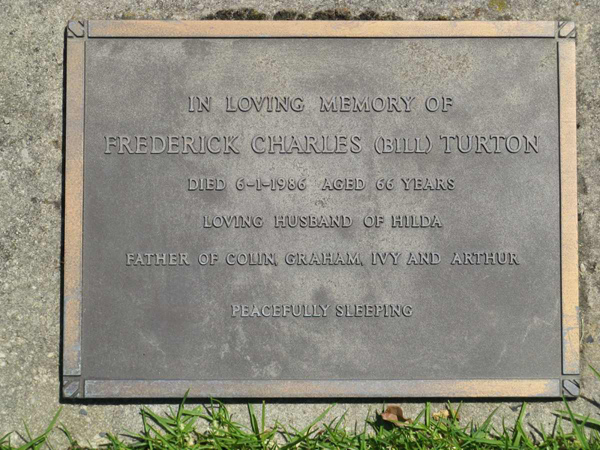 IN LOVING MEMORY OF
FREDERICK CHARLES (BILL) TURTON
DIED 6-1-1986 AGED 66 YEARS
LOVING HUSBAND OF HILDA
FATHER OF COLIN, GRAHAM, IVY AND ARTHUR
PEACEFULLY SLEEPING